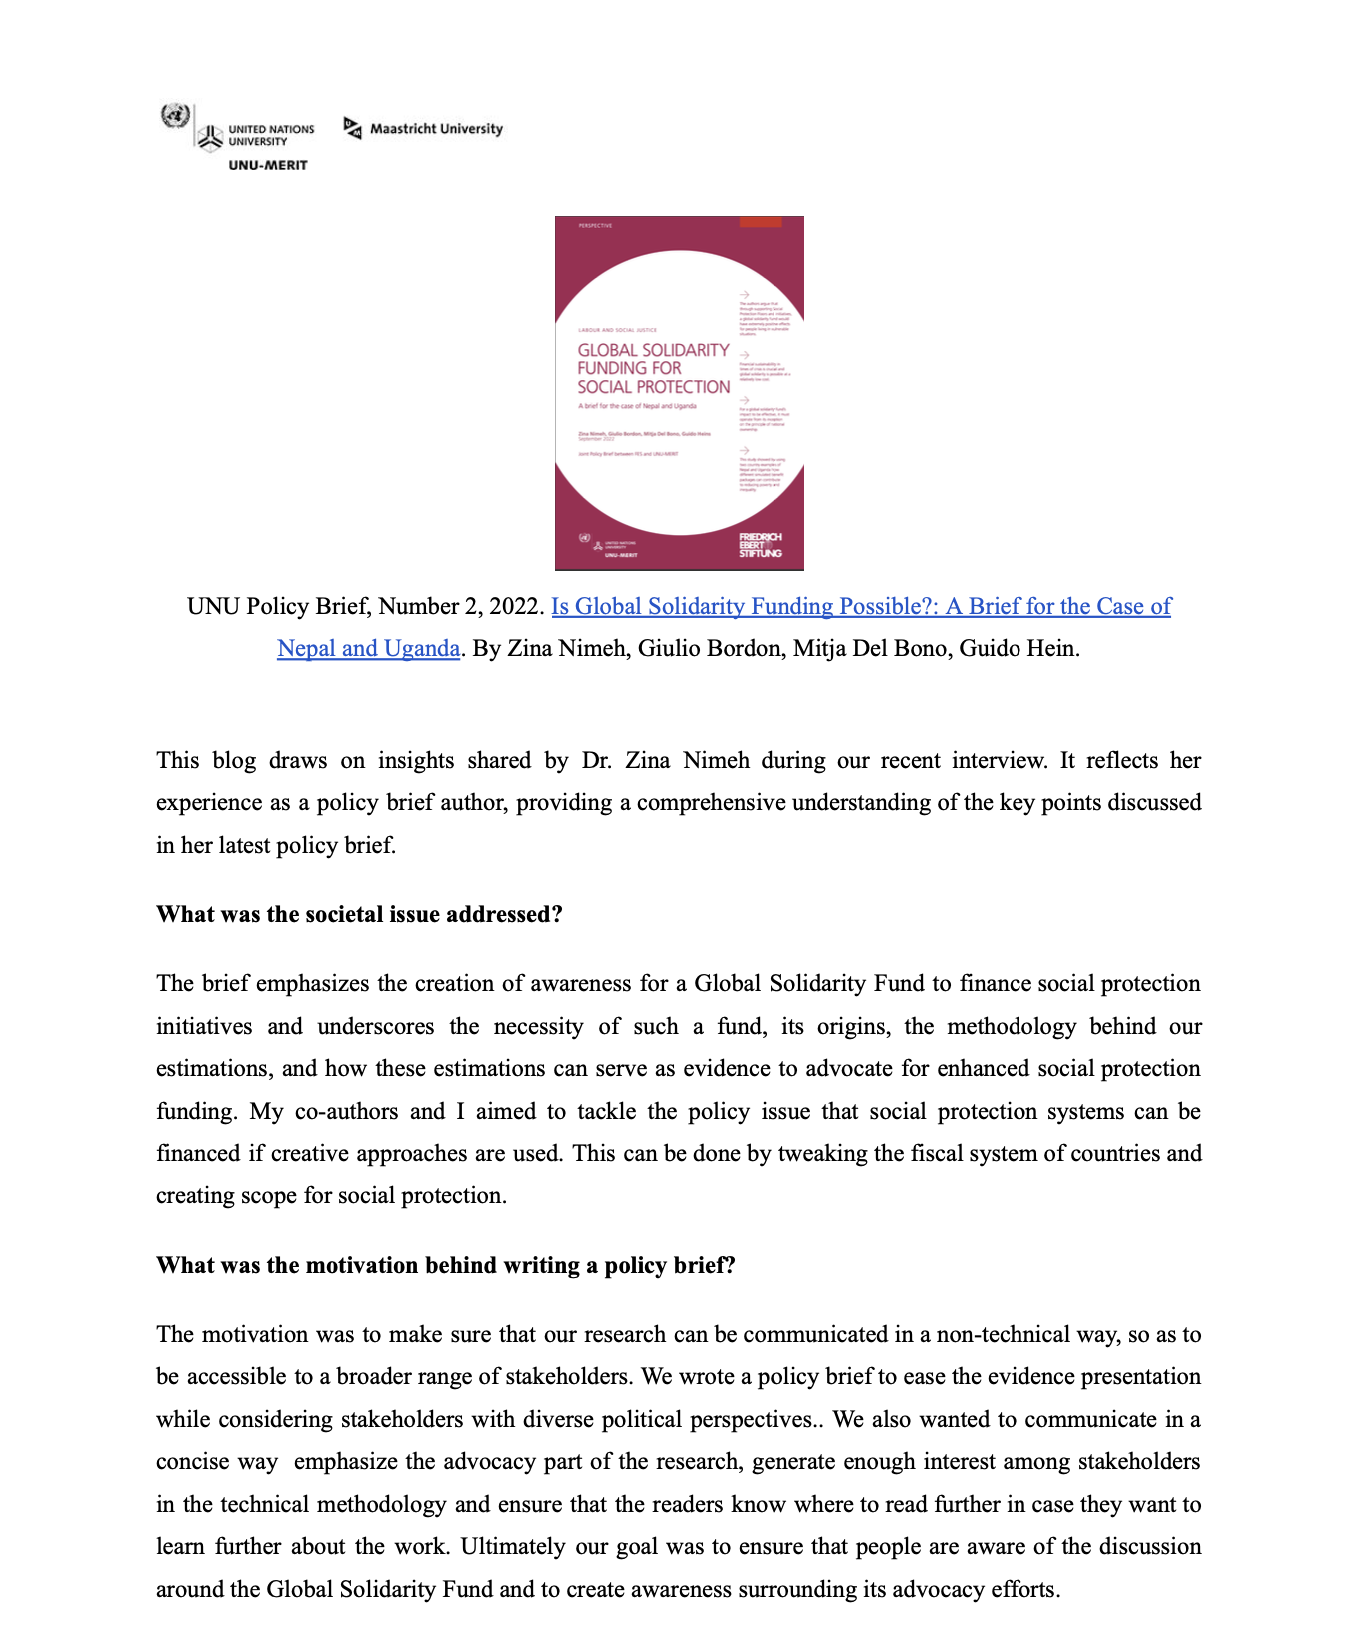 UNITED NATIONS
UNIVERSITY
UNU-MERIT
Maastricht University
PERSPECTIVE
LABOUR AND SOCIAL JUSTICE
GLOBAL SOLIDARITY
FUNDING FOR
SOCIAL PROTECTION
A brief for the case of Nepal and Uganda
Zina Nimeh, Giulio Bordon, Mitja Del Bono, Guido Heino
September 2022
Joint Policy Brief between FES and UNU-MERIT
UNITED NATIONS
UNIVERSITY
UNU-MERIT
FRIEDRICH
EBERT
STIFTUNG
UNU Policy Brief, Number 2, 2022. Is Global Solidarity Funding Possible?: A Brief for the Case of
Nepal and Uganda. By Zina Nimeh, Giulio Bordon, Mitja Del Bono, Guido Hein.
This blog draws on insights shared by Dr. Zina Nimeh during our recent interview. It reflects her
experience as a policy brief author, providing a comprehensive understanding of the key points discussed
in her latest policy brief.
What was the societal issue addressed?
The brief emphasizes the creation of awareness for a Global Solidarity Fund to finance social protection
initiatives and underscores the necessity of such a fund, its origins, the methodology behind our
estimations, and how these estimations can serve as evidence to advocate for enhanced social protection
funding. My co-authors and I aimed to tackle the policy issue that social protection systems can be
financed if creative approaches are used. This can be done by tweaking the fiscal system of countries and
creating scope for social protection.
What was the motivation behind writing a policy brief?
The motivation was to make sure that our research can be communicated in a non-technical way, so as to
be accessible to a broader range of stakeholders. We wrote a policy brief to ease the evidence presentation
while considering stakeholders with diverse political perspectives.. We also wanted to communicate in a
concise way  emphasize the advocacy part of the research, generate enough interest among stakeholders
in the technical methodology and ensure that the readers know where to read further in case they want to
learn further about the work. Ultimately our goal was to ensure that people are aware of the discussion
around the Global Solidarity Fund and to create awareness surrounding its advocacy efforts.